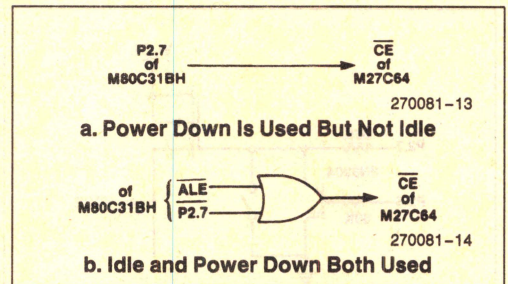 P2.7
of
M80C31BH
CE
of
M27C64
270081-13
a. Power Down Is Used But Not Idle
of
M80C31BH
ALE
P2.7
CE
of
M27C64
270081-14
b. Idle and Power Down Both Used